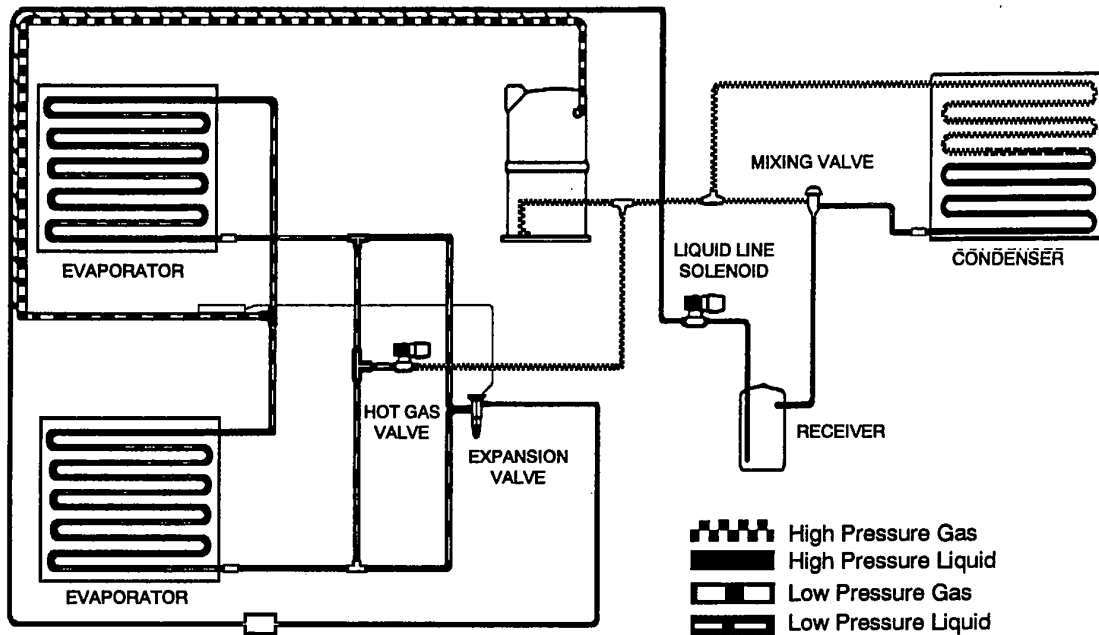 MIXING VALVE
EVAPORATOR
LIQUID LINE
SOLENOID
CONDENSER
HOT GAS
VALVE
EXPANSION
VALVE
RECEIVER
EVAPORATOR
High Pressure Gas
High Pressure Liquid
Low Pressure Gas
Low Pressure Liquid